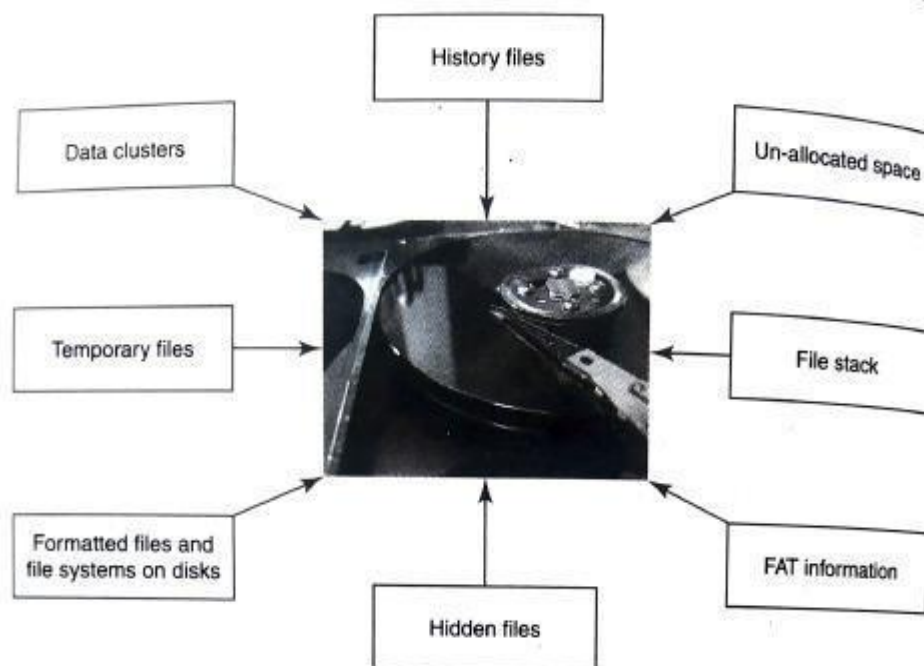 History files
Data clusters
Un-allocated space
Temporary files
File stack
Formatted files and
file systems on disks
FAT information
Hidden files